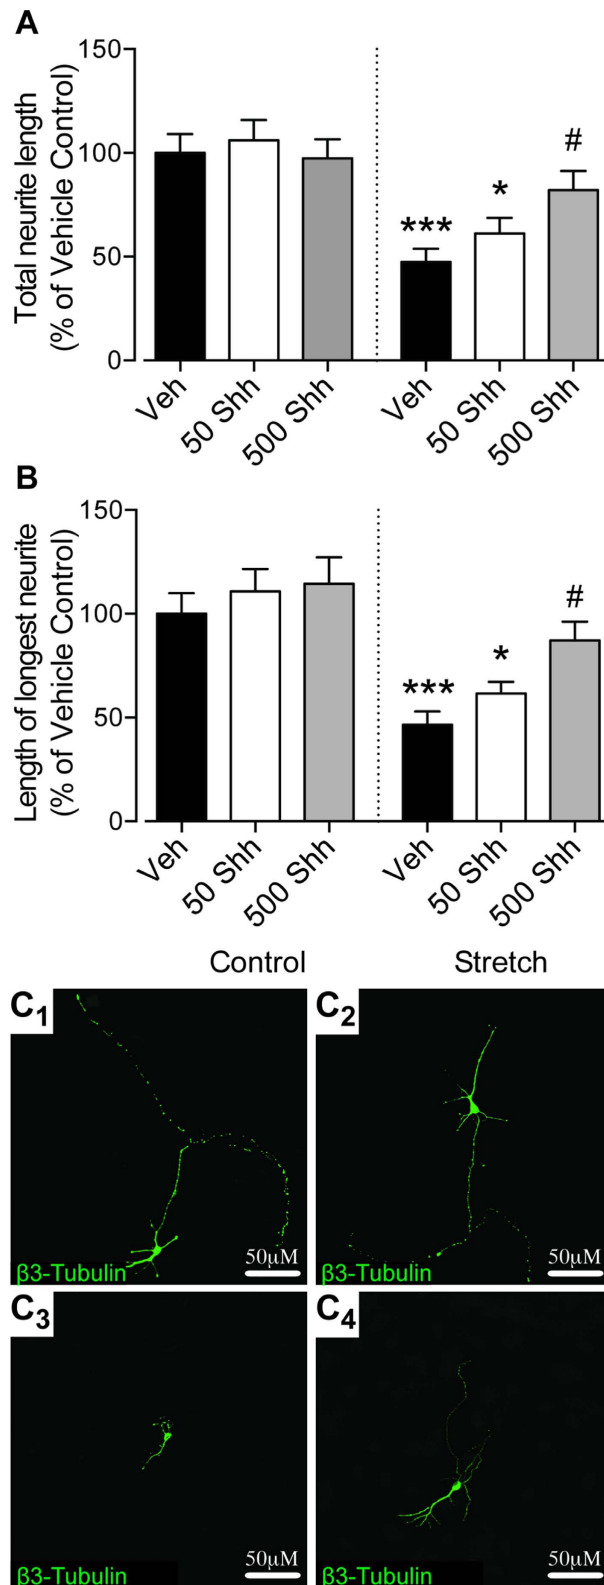 A
Total neurite length
(% of Vehicle Control)
150
100
50
0
***
*
#
Veh
50 Shh
500 Shh
Veh
50 Shh
500 Shh
B
Length of longest neurite
(% of Vehicle Control)
150
100
50
0
***
*
#
Veh
50 Shh
500 Shh
Veh
50 Shh
500 Shh
Control
Stretch
C1
β3-Tubulin
50µM
C2
β3-Tubulin
50µM
C3
β3-Tubulin
50µM
C4
β3-Tubulin
50µM